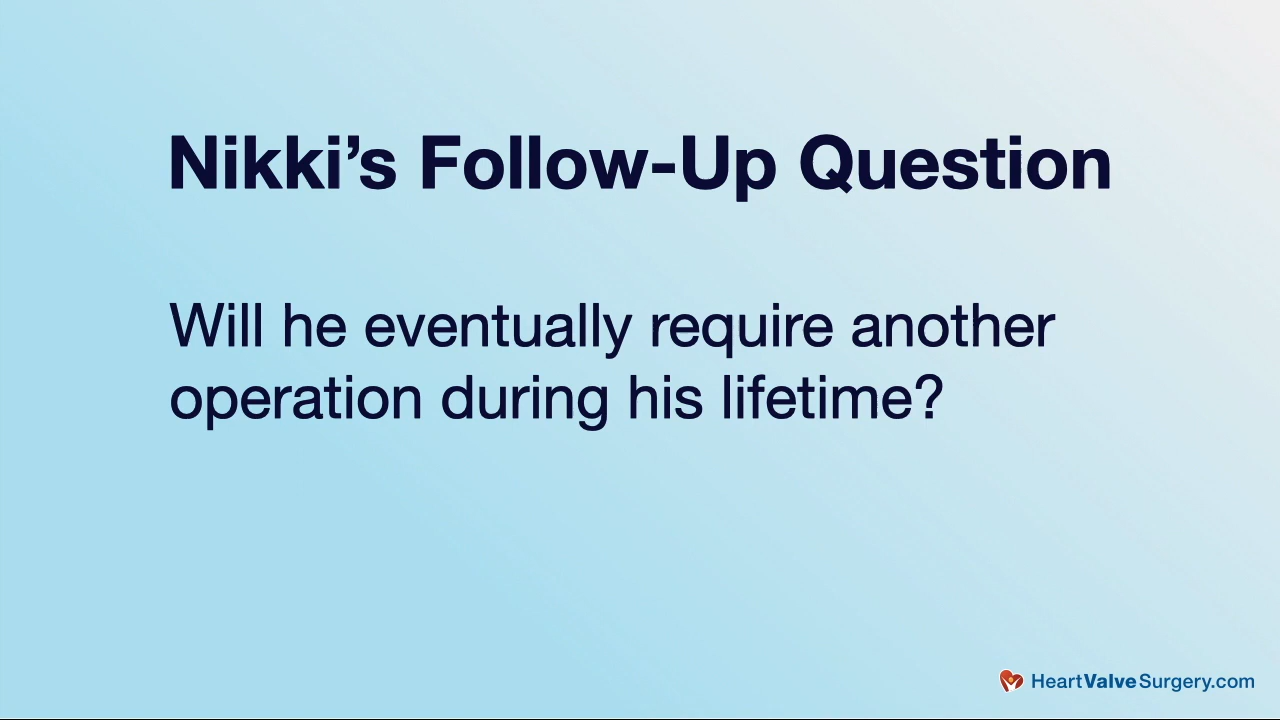 Nikki’s Follow-Up Question
Will he eventually require another
operation during his lifetime?
HeartValveSurgery.com